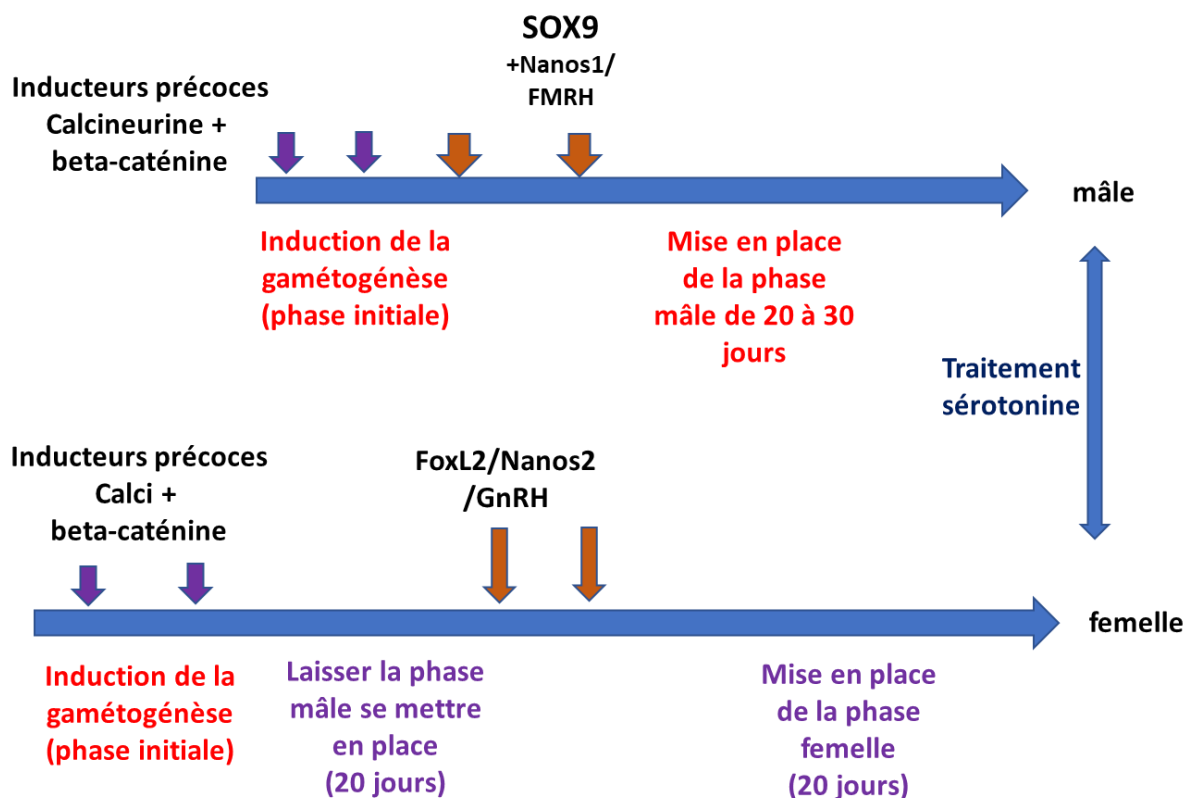 SOX9
+Nanos1/
FMRH
Inducteurs précoces
Calcineurine +
beta-caténine
mâle
Induction de la
gamétogénèse
(phase initiale)
Mise en place
de la phase
mâle de 20 à 30
jours
Traitement
sérotonine
Inducteurs précoces
Calci +
beta-caténine
FoxL2/Nanos2
/GnRH
femelle
Induction de la
gamétogénèse
(phase initiale)
Laisser la phase
mâle se mettre
en place
(20 jours)
Mise en place
de la phase
femelle
(20 jours)